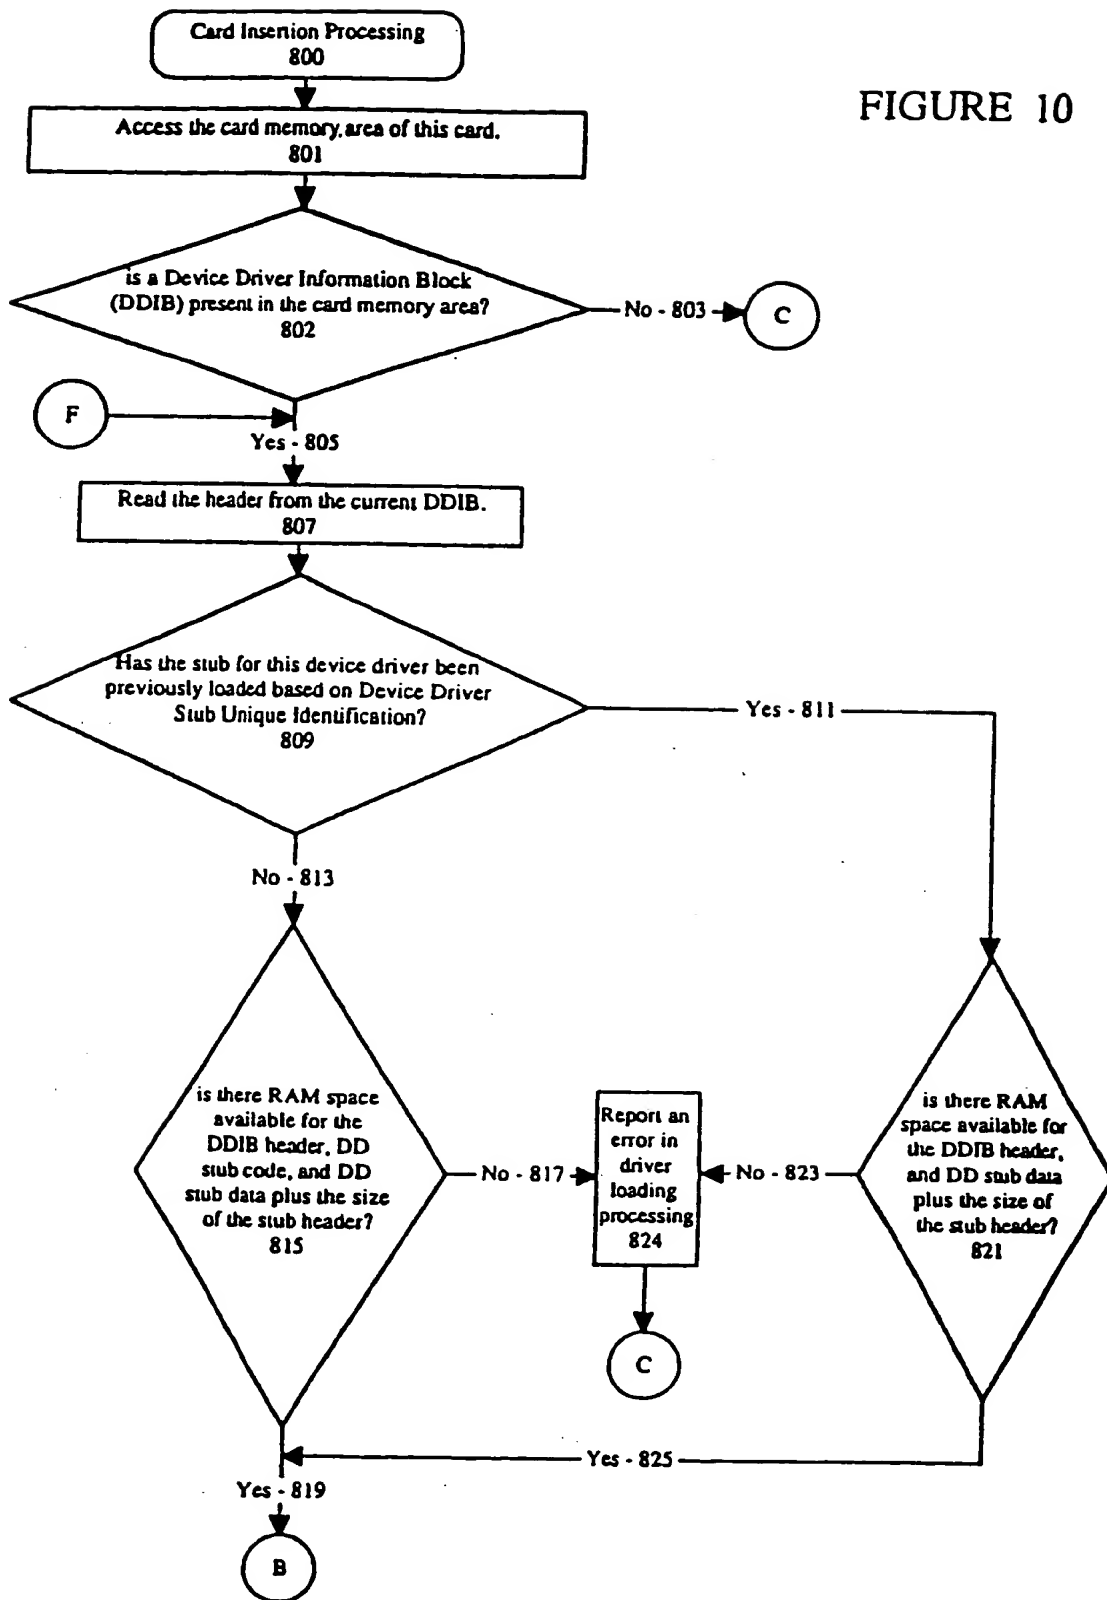 Card Insertion Processing
800
FIGURE 10
Access the card memory area of this card.
801
is a Device Driver Information Block
(DDIB) present in the card memory area?
802
No - 803
C
F
Yes - 805
Read the header from the current DDIB.
807
Has the stub for this device driver been
previously loaded based on Device Driver
Stub Unique Identification?
809
Yes - 811
No - 813
is there RAM space
available for the
DDIB header, DD
stub code, and DD
stub data plus the size
of the stub header?
815
No - 817
Report an
error in
driver
loading
processing
824
No - 823
is there RAM
space available for
the DDIB header,
and DD stub data
plus the size of
the stub header?
821
C
Yes - 825
Yes - 819
B